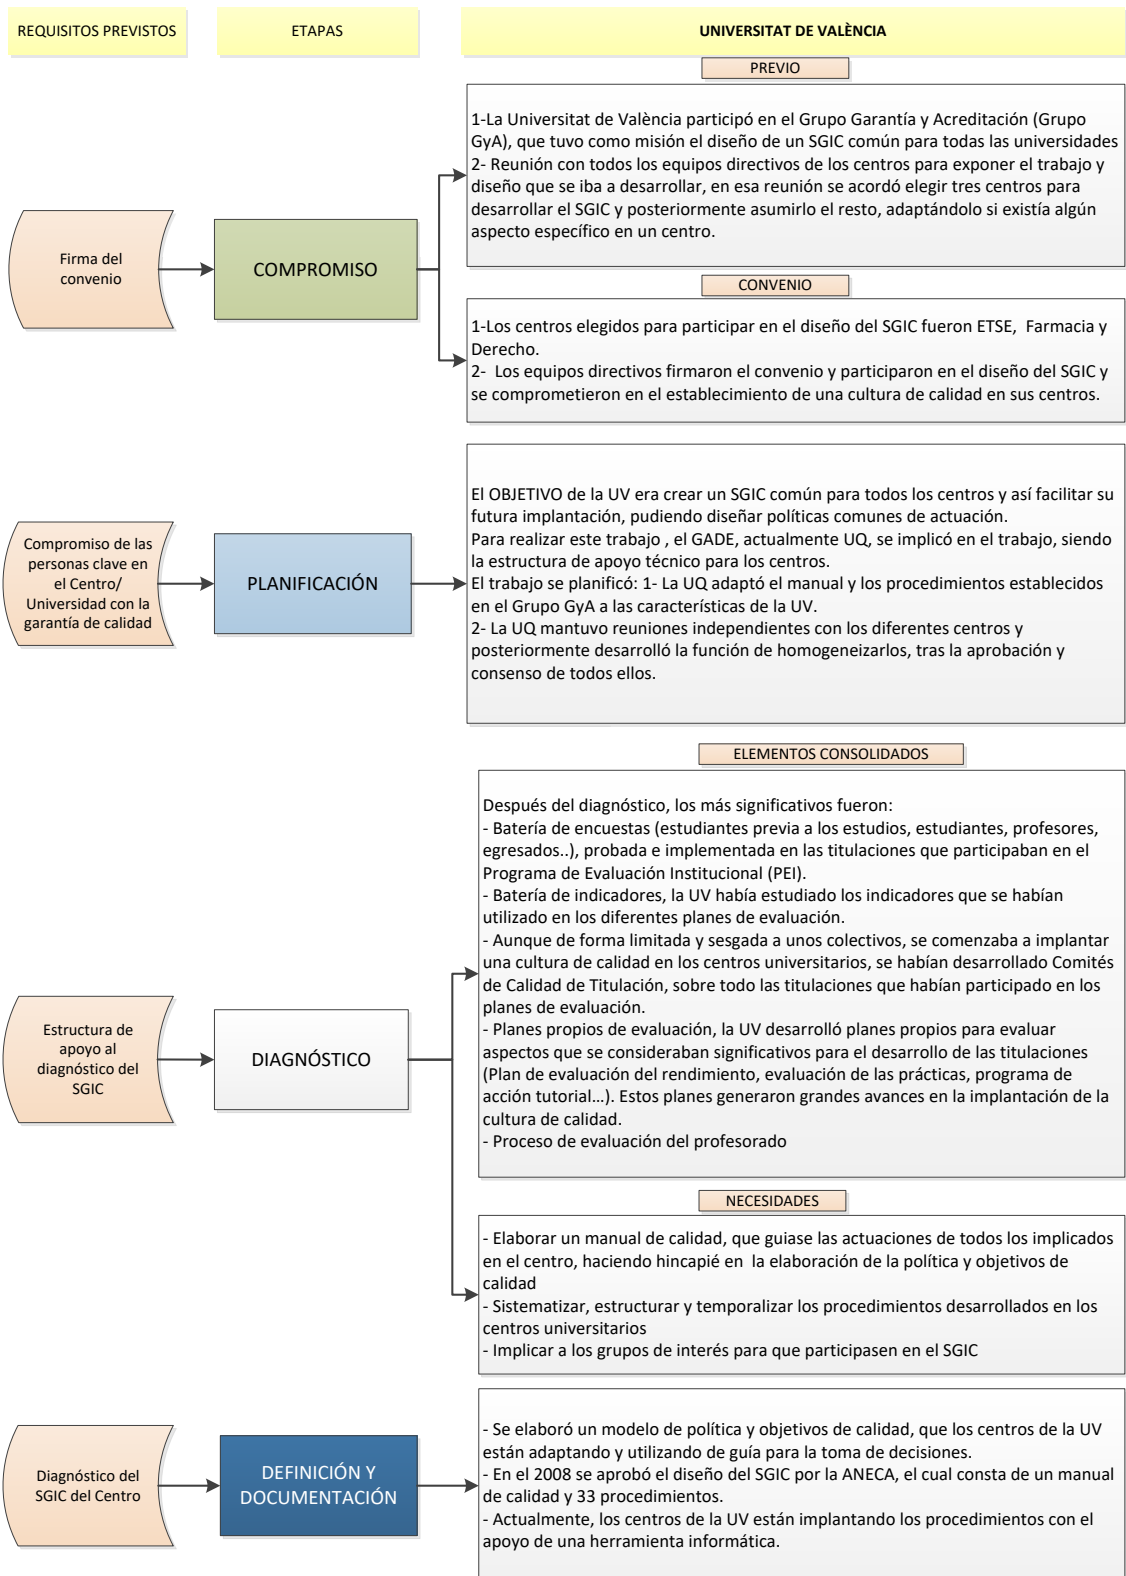 REQUISITOS PREVISTOS
ETAPAS
UNIVERSITAT DE VALÈNCIA
PREVIO
1-La Universitat de València participó en el Grupo Garantía y Acreditación (Grupo
GyA), que tuvo como misión el diseño de un SGIC común para todas las universidades
2- Reunión con todos los equipos directivos de los centros para exponer el trabajo y
diseño que se iba a desarrollar, en esa reunión se acordó elegir tres centros para
desarrollar el SGIC y posteriormente asumirlo el resto, adaptándolo si existía algún
aspecto específico en un centro.
Firma del
convenio
COMPROMISO
CONVENIO
1-Los centros elegidos para participar en el diseño del SGIC fueron ETSE, Farmacia y
Derecho.
2- Los equipos directivos firmaron el convenio y participaron en el diseño del SGIC y
se comprometieron en el establecimiento de una cultura de calidad en sus centros.
Compromiso de las
personas clave en
el Centro/
Universidad con la
garantía de calidad
PLANIFICACIÓN
El OBJETIVO de la UV era crear un SGIC común para todos los centros y así facilitar su
futura implantación, pudiendo diseñar políticas comunes de actuación.
Para realizar este trabajo , el GADE, actualmente UQ, se implicó en el trabajo, siendo
la estructura de apoyo técnico para los centros.
El trabajo se planificó: 1- La UQ adaptó el manual y los procedimientos establecidos
en el Grupo GyA a las características de la UV.
2- La UQ mantuvo reuniones independientes con los diferentes centros y
posteriormente desarrolló la función de homogeneizarlos, tras la aprobación y
consenso de todos ellos.
ELEMENTOS CONSOLIDADOS
Después del diagnóstico, los más significativos fueron:
- Batería de encuestas (estudiantes previa a los estudios, estudiantes, profesores,
egresados..), probada e implementada en las titulaciones que participaban en el
Programa de Evaluación Institucional (PEI).
- Batería de indicadores, la UV había estudiado los indicadores que se habían
utilizado en los diferentes planes de evaluación.
- Aunque de forma limitada y sesgada a unos colectivos, se comenzaba a implantar
una cultura de calidad en los centros universitarios, se habían desarrollado Comités
de Calidad de Titulación, sobre todo las titulaciones que habían participado en los
planes de evaluación.
- Planes propios de evaluación, la UV desarrolló planes propios para evaluar
aspectos que se consideraban significativos para el desarrollo de las titulaciones
(Plan de evaluación del rendimiento, evaluación de las prácticas, programa de
acción tutorial…). Estos planes generaron grandes avances en la implantación de la
cultura de calidad.
- Proceso de evaluación del profesorado
Estructura de
apoyo al
diagnóstico del
SGIC
DIAGNÓSTICO
NECESIDADES
- Elaborar un manual de calidad, que guiase las actuaciones de todos los implicados
en el centro, haciendo hincapié en la elaboración de la política y objetivos de
calidad
- Sistematizar, estructurar y temporalizar los procedimientos desarrollados en los
centros universitarios
- Implicar a los grupos de interés para que participasen en el SGIC
Diagnóstico del
SGIC del Centro
DEFINICIÓN Y
DOCUMENTACIÓN
- Se elaboró un modelo de política y objetivos de calidad, que los centros de la UV
están adaptando y utilizando de guía para la toma de decisiones.
- En el 2008 se aprobó el diseño del SGIC por la ANECA, el cual consta de un manual
de calidad y 33 procedimientos.
- Actualmente, los centros de la UV están implantando los procedimientos con el
apoyo de una herramienta informática.